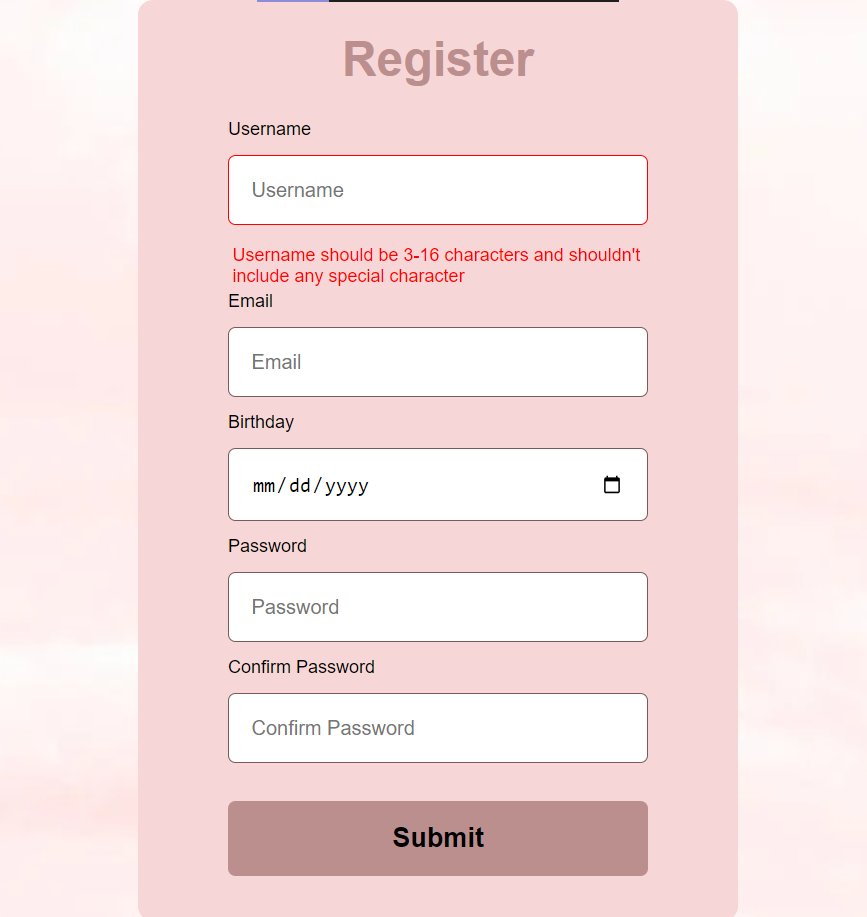 Register
Username
Username
Username should be 3-16 characters and shouldn't
include any special character
Email
Email
Birthday
mm/dd/yyyy
Password
Password
Confirm Password
Confirm Password
Submit